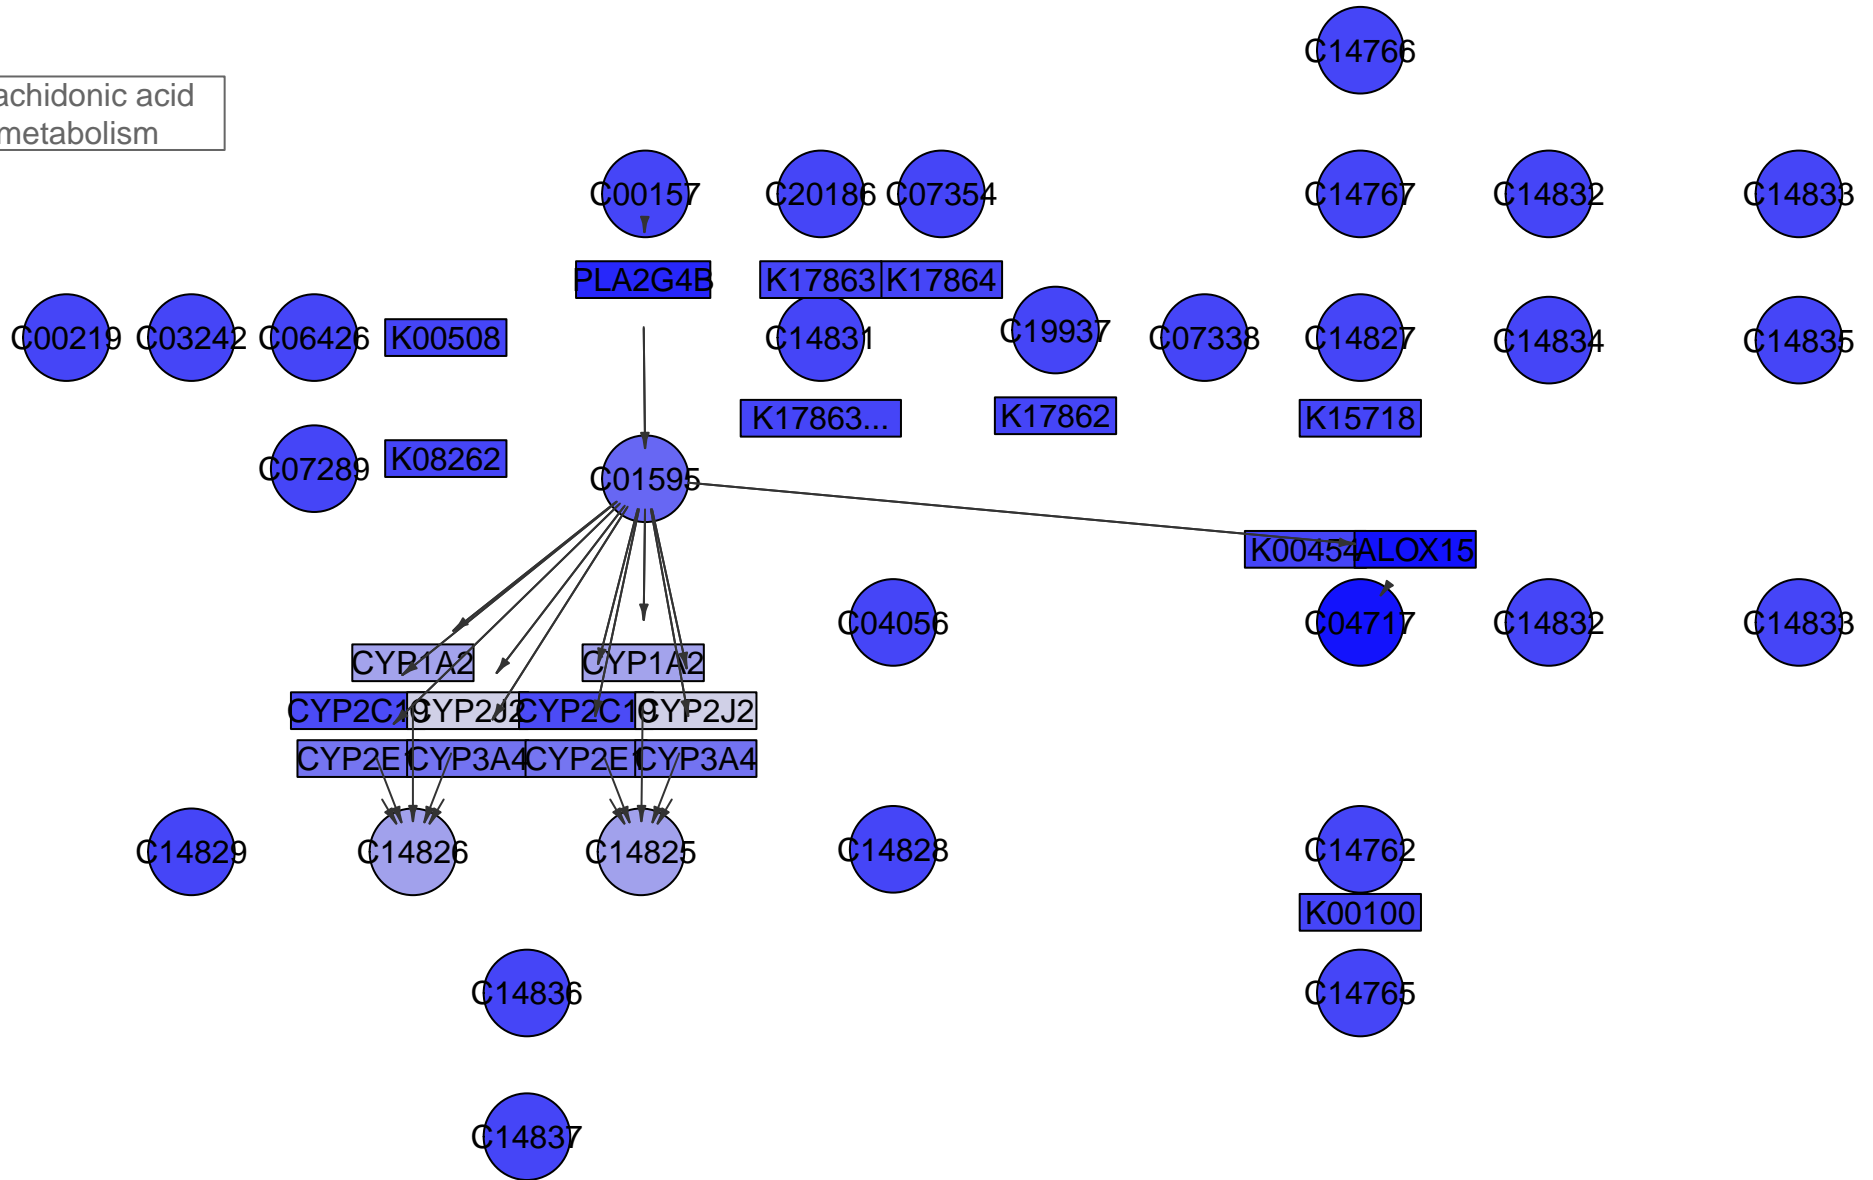 C14766
achidonic acid
metabolism
C00157
C20186
C07354
C14767
C14832
C14833
PLA2G4B
K17863
K17864
C00219
C03242
C06426
K00508
C14831
C19937
C07338
C14827
C14834
C14835
K17863...
K17862
K15718
C07289
K08262
C01595
K00454
ALOX15
C04056
C04717
C14832
C14833
CYP1A2
CYP1A2
CYP2C19
CYP2J2
CYP2C19
CYP2J2
CYP2E1
CYP3A4
CYP2E1
CYP3A4
C14829
C14826
C14825
C14828
C14762
K00100
C14836
C14765
C14837